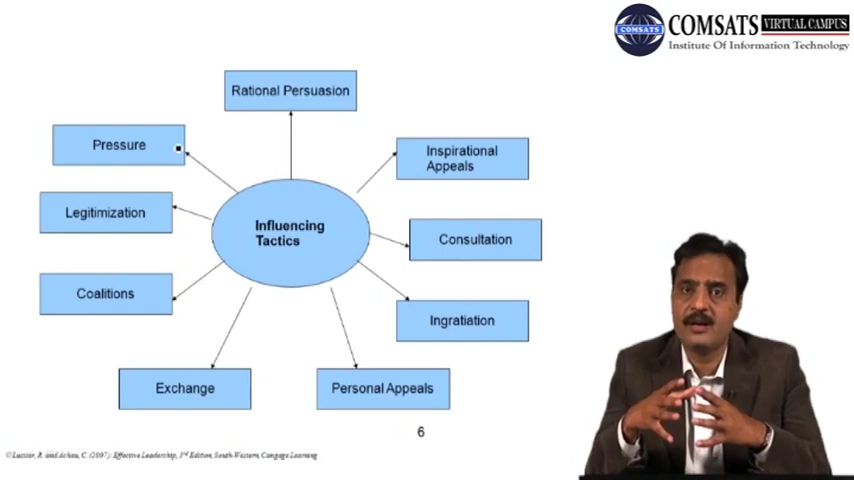 COMSATS VIRTUAL CAMPUS
COMSATS
Institute Of Information Technology
Rational Persuasion
Pressure
Inspirational
Appeals
Legitimization
Influencing
Tactics
Consultation
Coalitions
Ingratiation
Exchange
Personal Appeals
6
© Lussier, R. and Achua, C. (2007): Effective Leadership, 3rd Edition, South-Western, Cengage Learning